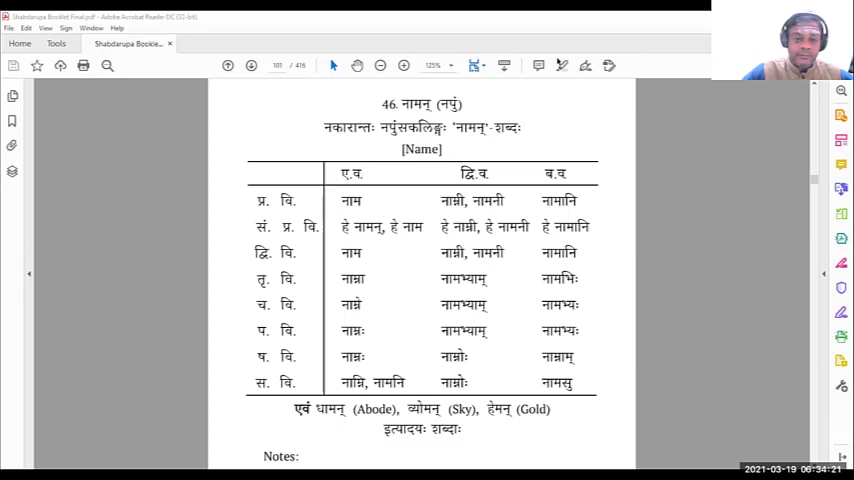 Shabdarupa Booklet Final.pdf - Adobe Acrobat Reader DC (32-bit)
File Edit View Sign Window Help
Home Tools Shabdarupa Bookle... ×
101 / 416 125%
46. नामन् (नपुं)
नकारान्तः नपुंसकलिङ्गः ‘नामन्’-शब्दः
[Name]
ए.व. द्वि.व. ब.व.
प्र. वि. नाम नाम्नी, नामनी नामानि
सं. प्र. वि. हे नामन्, हे नाम हे नाम्नी, हे नामनी हे नामानि
द्वि. वि. नाम नाम्नी, नामनी नामानि
तृ. वि. नाम्ना नामभ्याम् नामभिः
च. वि. नाम्ने नामभ्याम् नामभ्यः
प. वि. नाम्नः नामभ्याम् नामभ्यः
ष. वि. नाम्नः नाम्नोः नाम्नाम्
स. वि. नाम्नि, नामनि नाम्नोः नामसु
एवं धामन् (Abode), व्योमन् (Sky), हेमन् (Gold)
इत्यादयः शब्दाः
Notes:
2021-03-19 06:34:21